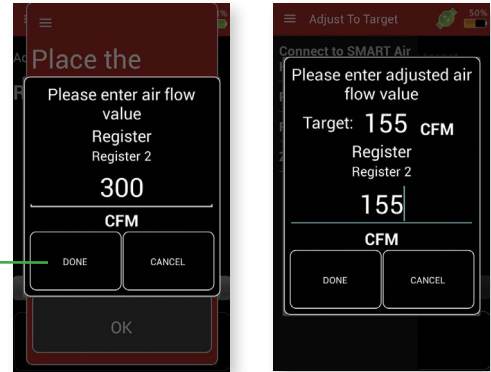 Place the
Please enter air flow
value
Register
Register 2
300
CFM
DONE
CANCEL
OK
Adjust To Target
50%
Connect to SMART Air
Please enter adjusted air
flow value
Target: 155 CFM
Register
Register 2
155
CFM
DONE
CANCEL